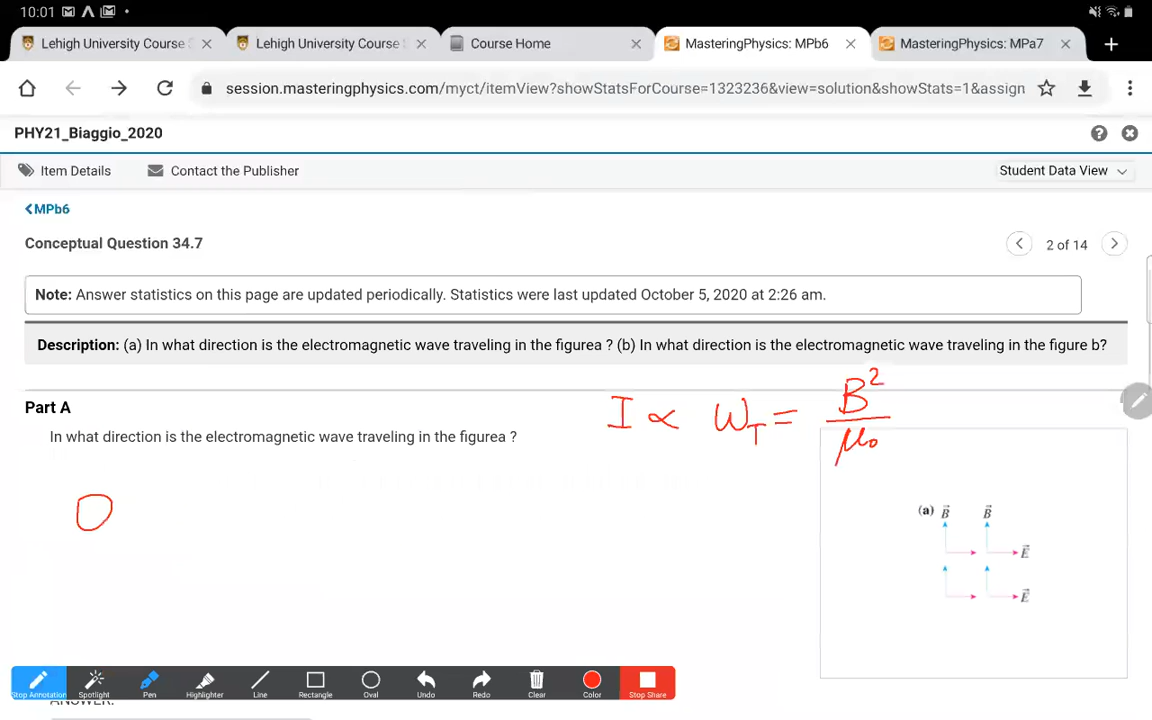 10:01
Lehigh University Course
Lehigh University Course
Course Home
MasteringPhysics: MPb6
MasteringPhysics: MPa7
session.masteringphysics.com/myct/itemView?showStatsForCourse=1323236&view=solution&showStats=1&assign
PHY21_Biaggio_2020
Item Details
Contact the Publisher
Student Data View
MPb6
Conceptual Question 34.7
2 of 14
Note: Answer statistics on this page are updated periodically. Statistics were last updated October 5, 2020 at 2:26 am.
Description: (a) In what direction is the electromagnetic wave traveling in the figurea ? (b) In what direction is the electromagnetic wave traveling in the figure b?
Part A
I ∝ W_T = B²/μ₀
In what direction is the electromagnetic wave traveling in the figurea ?
(a) B⃗ B⃗
E⃗
E⃗
Stop Annotation
Spotlight
Pen
Highlighter
Line
Rectangle
Oval
Undo
Redo
Clear
Color
Stop Share
ANSWER: